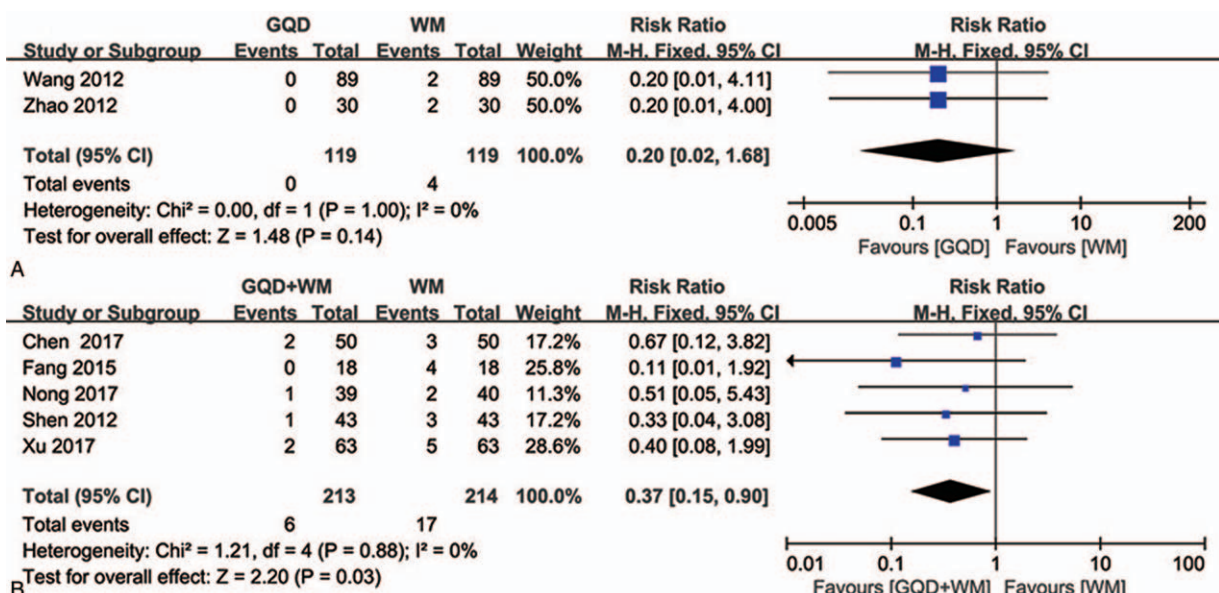 GQD WM Risk Ratio Risk Ratio
Study or Subgroup Events Total Events Total Weight M-H, Fixed, 95% CI M-H, Fixed, 95% CI
Wang 2012 0 89 2 89 50.0% 0.20 [0.01, 4.11]
Zhao 2012 0 30 2 30 50.0% 0.20 [0.01, 4.00]
Total (95% CI) 119 119 100.0% 0.20 [0.02, 1.68]
Total events 0 4
Heterogeneity: Chi² = 0.00, df = 1 (P = 1.00); I² = 0%
Test for overall effect: Z = 1.48 (P = 0.14)
0.005 0.1 1 10 200
Favours [GQD] Favours [WM]
A
GQD+WM WM Risk Ratio Risk Ratio
Study or Subgroup Events Total Events Total Weight M-H, Fixed, 95% CI M-H, Fixed, 95% CI
Chen 2017 2 50 3 50 17.2% 0.67 [0.12, 3.82]
Fang 2015 0 18 4 18 25.8% 0.11 [0.01, 1.92]
Nong 2017 1 39 2 40 11.3% 0.51 [0.05, 5.43]
Shen 2012 1 43 3 43 17.2% 0.33 [0.04, 3.08]
Xu 2017 2 63 5 63 28.6% 0.40 [0.08, 1.99]
Total (95% CI) 213 214 100.0% 0.37 [0.15, 0.90]
Total events 6 17
Heterogeneity: Chi² = 1.21, df = 4 (P = 0.88); I² = 0%
Test for overall effect: Z = 2.20 (P = 0.03)
0.01 0.1 1 10 100
Favours [GQD+WM] Favours [WM]
B